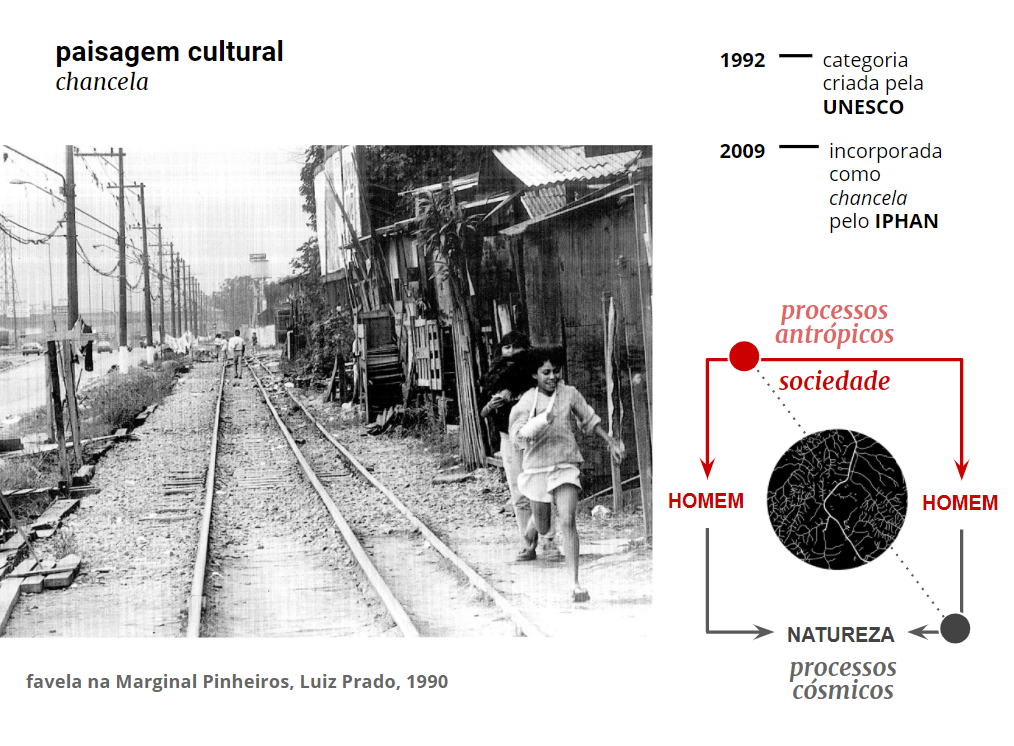 paisagem cultural
chancela
1992
categoria
criada pela
UNESCO
2009
incorporada
como
chancela
pelo IPHAN
processos
antrópicos
sociedade
HOMEM
HOMEM
NATUREZA
processos
cósmicos
favela na Marginal Pinheiros, Luiz Prado, 1990